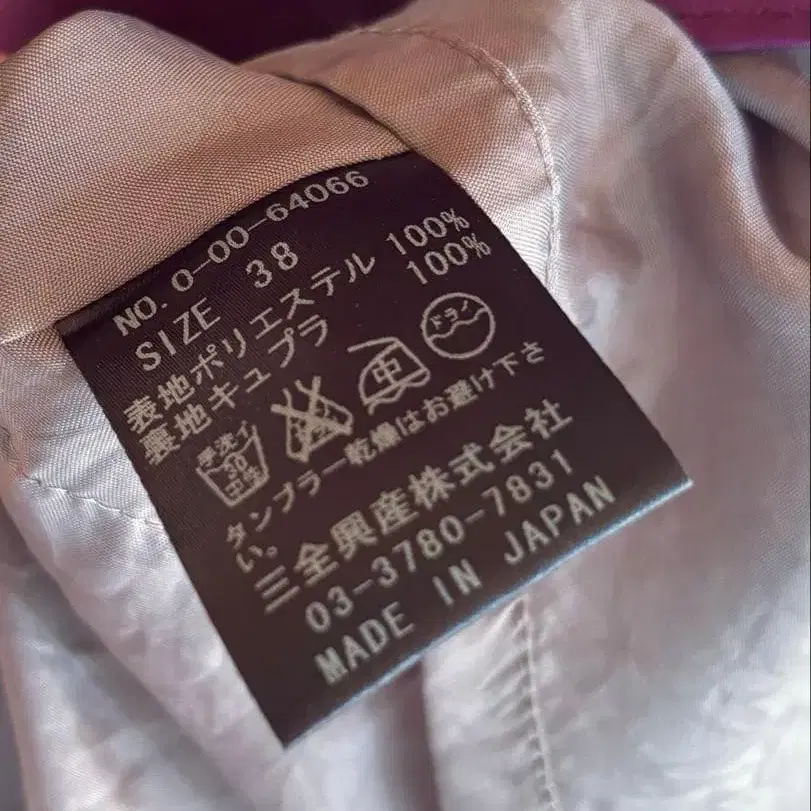 NO. 0-00-64066
SIZE 38
表地ポリエステル 100%
裏地キュプラ 100%
手洗イ 30 中性 中 ドライ
タンブラー乾燥はお避け下さ
い。
三全興産株式会社
03-3780-7831
MADE IN JAPAN